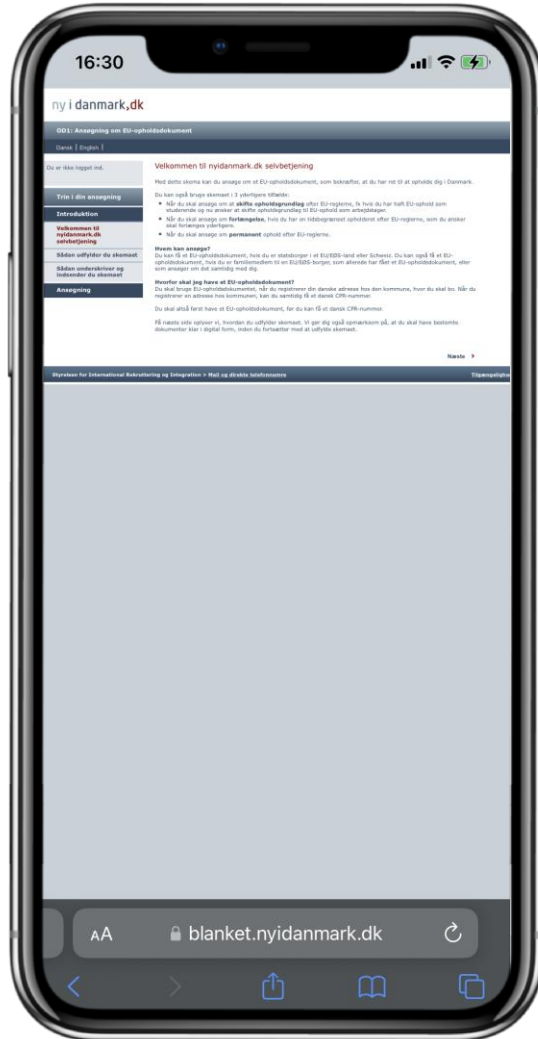 16:30
ny i danmark,dk
OD1: Ansøgning om EU-opholdsdokument
Dansk | English |
Du er ikke logget ind.
Trin i din ansøgning
Introduktion
Velkommen til
nyidanmark.dk
selvbetjening
Sådan udfylder du skemaet
Sådan underskriver og
indsender du skemaet
Ansøgning
Velkommen til nyidanmark.dk selvbetjening
Med dette skema kan du ansøge om et EU-opholdsdokument, som bekræfter, at du har ret til at opholde dig i Danmark.
Du kan også bruge skemaet i 3 yderligere tilfælde:
• Når du skal ansøge om at skifte opholdsgrundlag efter EU-reglerne, fx hvis du har haft EU-ophold som
studerende og nu ønsker at skifte opholdsgrundlag til EU-ophold som arbejdstager.
• Når du skal ansøge om forlængelse, hvis du har en tidsbegrænset opholdsret efter EU-reglerne, som du ønsker
skal forlænges yderligere.
• Når du skal ansøge om permanent ophold efter EU-reglerne.
Hvem kan ansøge?
Du kan få et EU-opholdsdokument, hvis du er statsborger i et EU/EØS-land eller Schweiz. Du kan også få et EU-
opholdsdokument, hvis du er familiemedlem til en EU/EØS-borger, som allerede har fået et EU-opholdsdokument, eller
som ansøger om det samtidig med dig.
Hvorfor skal jeg have et EU-opholdsdokument?
Du skal bruge EU-opholdsdokumentet, når du registrerer din danske adresse hos den kommune, hvor du skal bo. Når du
registrerer en adresse hos kommunen, kan du samtidig få et dansk CPR-nummer.
Du skal altså først have et EU-opholdsdokument, før du kan få et dansk CPR-nummer.
På næste side oplyser vi, hvordan du udfylder skemaet. Vi gør dig også opmærksom på, at du skal have bestemte
dokumenter klar i digital form, inden du fortsætter med at udfylde skemaet.
Næste
Styrelsen for International Rekruttering og Integration > Mail og direkte telefonnumre
Tilgængelighe
AA
blanket.nyidanmark.dk